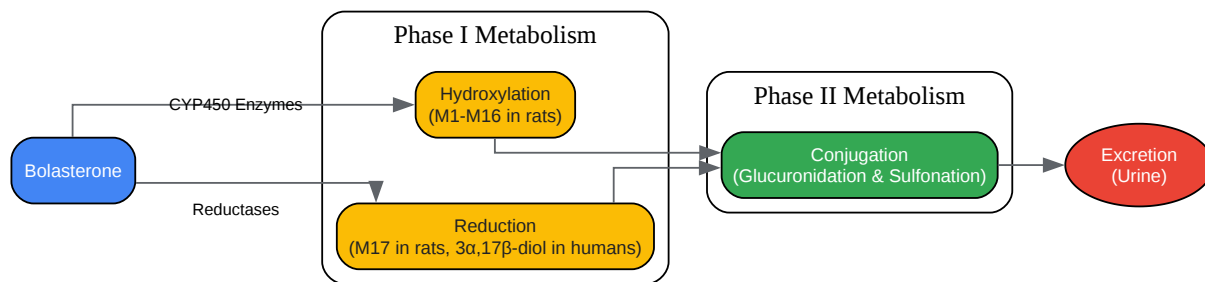 Phase I Metabolism
Phase II Metabolism
Hydroxylation
(M1-M16 in rats)
CYP450 Enzymes
Bolasterone
Conjugation
(Glucuronidation & Sulfonation)
Excretion
(Urine)
Reductases
Reduction
(M17 in rats, 3α,17β-diol in humans)